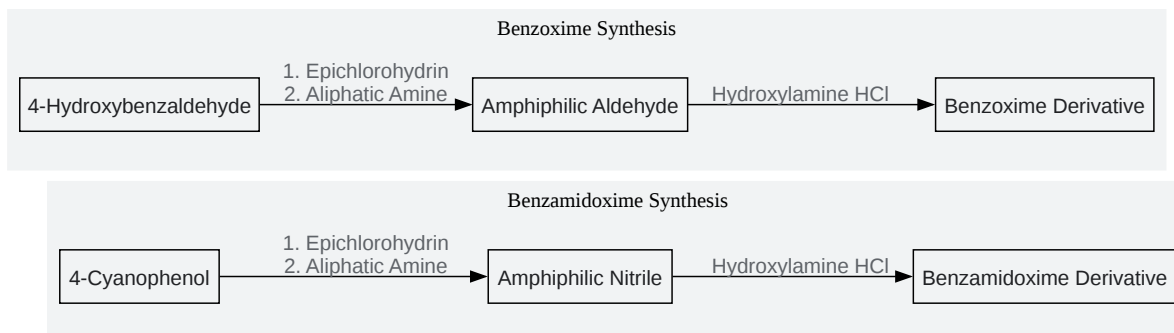 Benzoxime Synthesis
4-Hydroxybenzaldehyde
1. Epichlorohydrin
2. Aliphatic Amine
Amphiphilic Aldehyde
Hydroxylamine HCl
Benzoxime Derivative
Benzamidoxime Synthesis
4-Cyanophenol
1. Epichlorohydrin
2. Aliphatic Amine
Amphiphilic Nitrile
Hydroxylamine HCl
Benzamidoxime Derivative